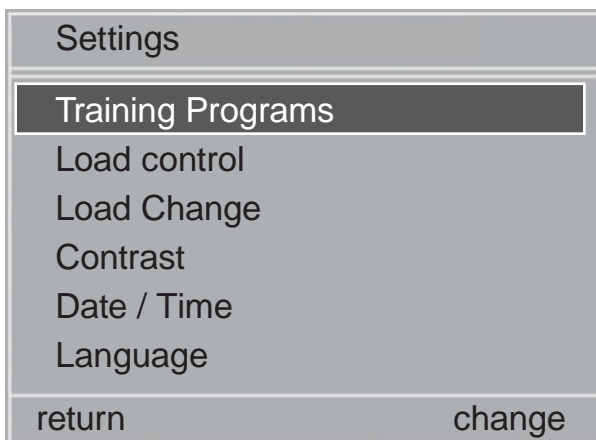 Settings
Training Programs
Load control
Load Change
Contrast
Date / Time
Language
return change